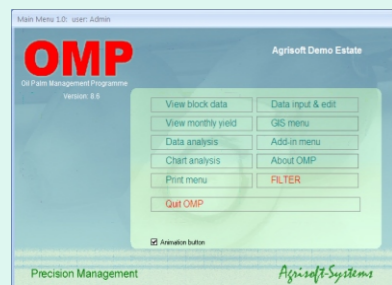 Main Menu 1.0: user: Admin
OMP
Agrisoft Demo Estate
Oil Palm Management Programme
Version: 8.6
View block data
Data input & edit
View monthly yield
GIS menu
Data analysis
Add-in menu
Chart analysis
About OMP
Print menu
FILTER
Quit OMP
Animation button
Precision Management
Agrisoft-Systems